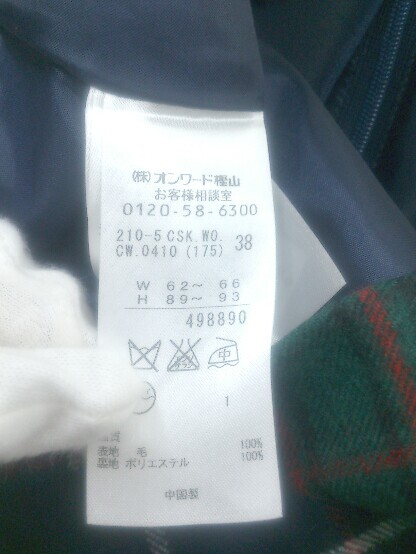 (株)オンワード樫山
お客様相談室
0120-58-6300
210-5 CSK.WO. 38
CW.0410 (175)
W 62～ 66
H 89～ 93
498890
中
1
表地 毛 100%
裏地 ポリエステル 100%
中国製